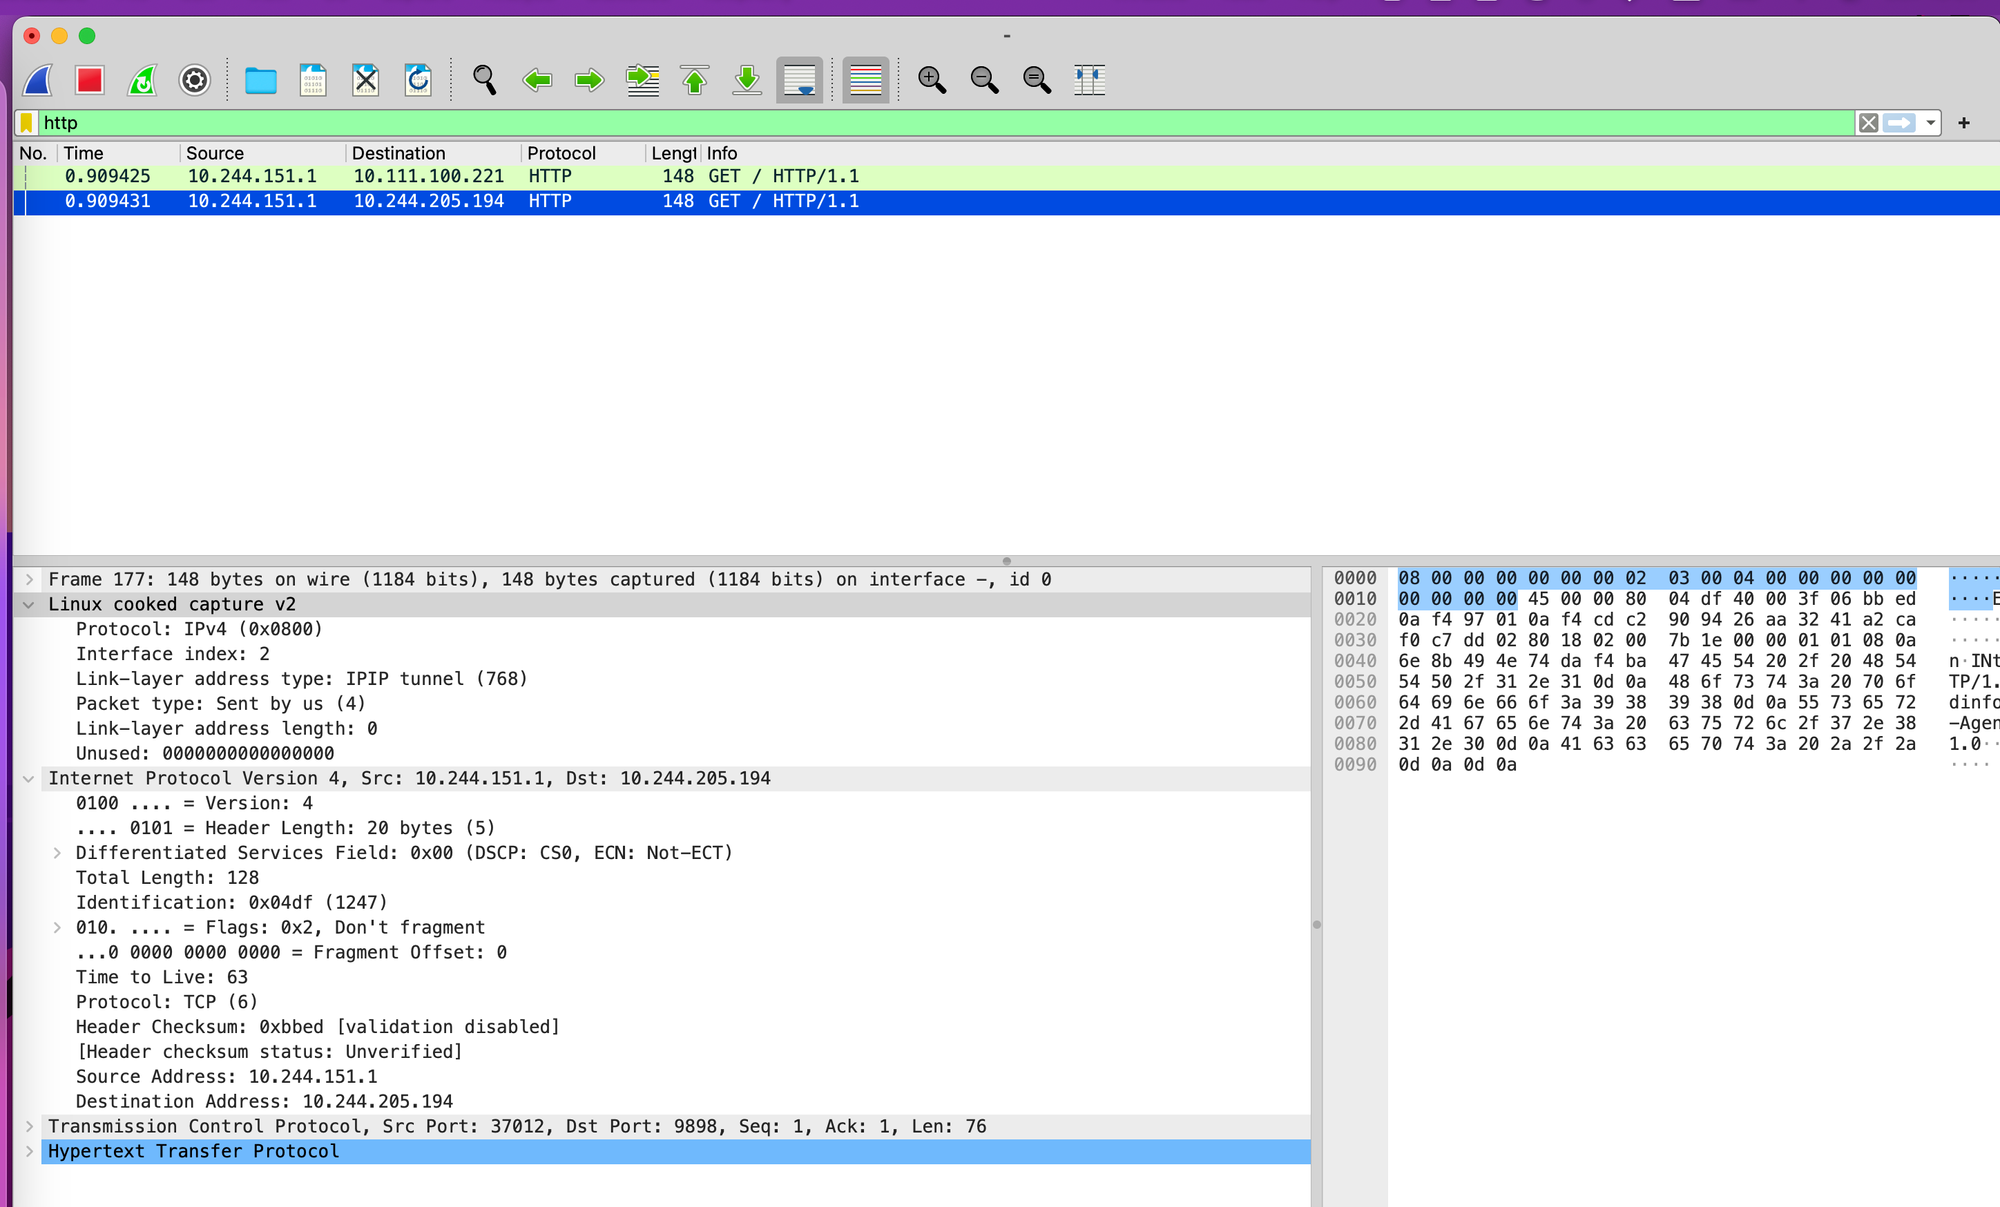 -
http
+
No. Time Source Destination Protocol Lengt Info
0.909425 10.244.151.1 10.111.100.221 HTTP 148 GET / HTTP/1.1
0.909431 10.244.151.1 10.244.205.194 HTTP 148 GET / HTTP/1.1
Frame 177: 148 bytes on wire (1184 bits), 148 bytes captured (1184 bits) on interface -, id 0
Linux cooked capture v2
Protocol: IPv4 (0x0800)
Interface index: 2
Link-layer address type: IPIP tunnel (768)
Packet type: Sent by us (4)
Link-layer address length: 0
Unused: 0000000000000000
Internet Protocol Version 4, Src: 10.244.151.1, Dst: 10.244.205.194
0100 .... = Version: 4
.... 0101 = Header Length: 20 bytes (5)
Differentiated Services Field: 0x00 (DSCP: CS0, ECN: Not-ECT)
Total Length: 128
Identification: 0x04df (1247)
010. .... = Flags: 0x2, Don't fragment
...0 0000 0000 0000 = Fragment Offset: 0
Time to Live: 63
Protocol: TCP (6)
Header Checksum: 0xbbed [validation disabled]
[Header checksum status: Unverified]
Source Address: 10.244.151.1
Destination Address: 10.244.205.194
Transmission Control Protocol, Src Port: 37012, Dst Port: 9898, Seq: 1, Ack: 1, Len: 76
Hypertext Transfer Protocol
0000 08 00 00 00 00 00 00 02 03 00 04 00 00 00 00 00 ·····
0010 00 00 00 00 45 00 00 80 04 df 40 00 3f 06 bb ed ····E
0020 0a f4 97 01 0a f4 cd c2 90 94 26 aa 32 41 a2 ca ·····
0030 f0 c7 dd 02 80 18 02 00 7b 1e 00 00 01 01 08 0a ·····
0040 6e 8b 49 4e 74 da f4 ba 47 45 54 20 2f 20 48 54 n·INt
0050 54 50 2f 31 2e 31 0d 0a 48 6f 73 74 3a 20 70 6f TP/1.
0060 64 69 6e 66 6f 3a 39 38 39 38 0d 0a 55 73 65 72 dinfo
0070 2d 41 67 65 6e 74 3a 20 63 75 72 6c 2f 37 2e 38 -Agen
0080 31 2e 30 0d 0a 41 63 63 65 70 74 3a 20 2a 2f 2a 1.0··
0090 0d 0a 0d 0a ····